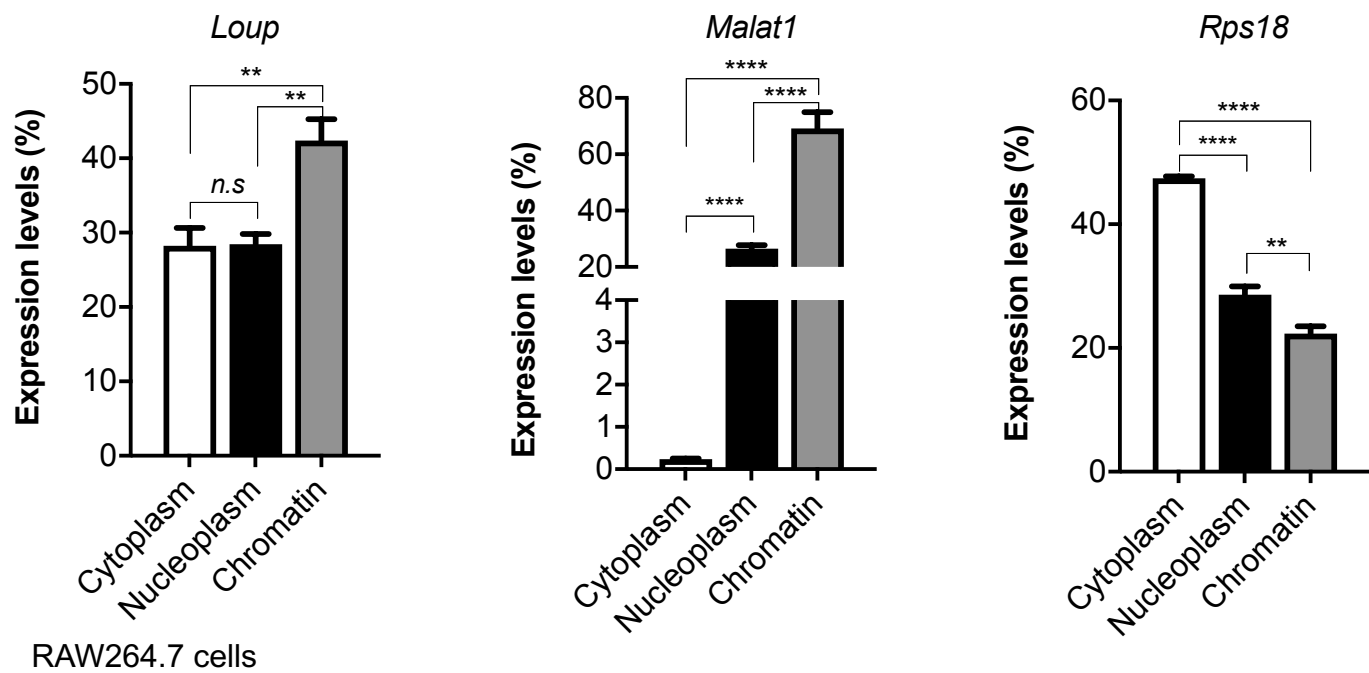 Loup
Expression levels (%)
50
40
30
20
10
0
**
**
n.s
Cytoplasm
Nucleoplasm
Chromatin
Malat1
Expression levels (%)
80
60
40
20
4
3
2
1
0
****
****
****
Cytoplasm
Nucleoplasm
Chromatin
Rps18
Expression levels (%)
60
40
20
0
****
****
**
Cytoplasm
Nucleoplasm
Chromatin
RAW264.7 cells